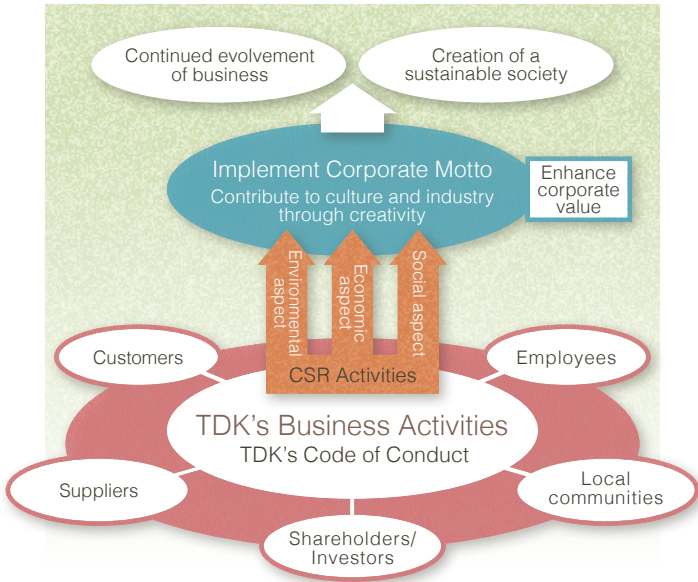 Continued evolvement
of business
Creation of a
sustainable society
Implement Corporate Motto
Contribute to culture and industry
through creativity
Enhance
corporate
value
Environmental
aspect
Economic
aspect
Social aspect
CSR Activities
Customers
Employees
TDK's Business Activities
TDK's Code of Conduct
Suppliers
Local
communities
Shareholders/
Investors